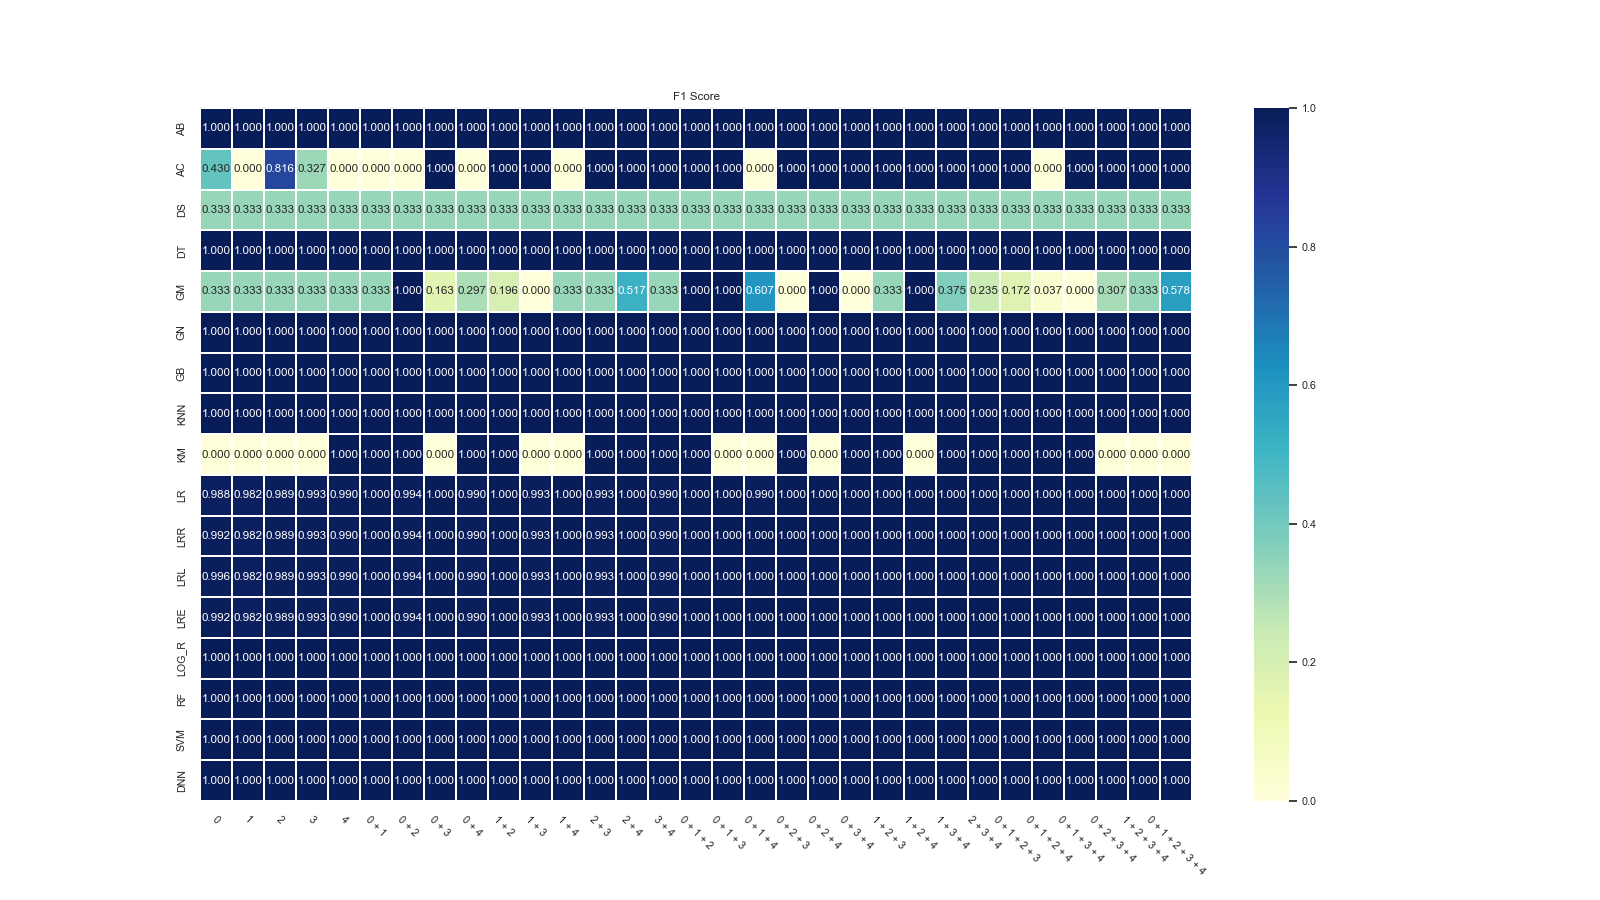 F1 Score
AB 1.000 1.000 1.000 1.000 1.000 1.000 1.000 1.000 1.000 1.000 1.000 1.000 1.000 1.000 1.000 1.000 1.000 1.000 1.000 1.000 1.000 1.000 1.000 1.000 1.000 1.000 1.000 1.000 1.000 1.000 1.000
AC 0.430 0.000 0.816 0.327 0.000 0.000 0.000 1.000 0.000 1.000 1.000 0.000 1.000 1.000 1.000 1.000 1.000 0.000 1.000 1.000 1.000 1.000 1.000 1.000 1.000 1.000 0.000 1.000 1.000 1.000 1.000
DS 0.333 0.333 0.333 0.333 0.333 0.333 0.333 0.333 0.333 0.333 0.333 0.333 0.333 0.333 0.333 0.333 0.333 0.333 0.333 0.333 0.333 0.333 0.333 0.333 0.333 0.333 0.333 0.333 0.333 0.333 0.333
DT 1.000 1.000 1.000 1.000 1.000 1.000 1.000 1.000 1.000 1.000 1.000 1.000 1.000 1.000 1.000 1.000 1.000 1.000 1.000 1.000 1.000 1.000 1.000 1.000 1.000 1.000 1.000 1.000 1.000 1.000 1.000
GM 0.333 0.333 0.333 0.333 0.333 0.333 1.000 0.163 0.297 0.196 0.000 0.333 0.333 0.517 0.333 1.000 1.000 0.607 0.000 1.000 0.000 0.333 1.000 0.375 0.235 0.172 0.037 0.000 0.307 0.333 0.578
GN 1.000 1.000 1.000 1.000 1.000 1.000 1.000 1.000 1.000 1.000 1.000 1.000 1.000 1.000 1.000 1.000 1.000 1.000 1.000 1.000 1.000 1.000 1.000 1.000 1.000 1.000 1.000 1.000 1.000 1.000 1.000
GB 1.000 1.000 1.000 1.000 1.000 1.000 1.000 1.000 1.000 1.000 1.000 1.000 1.000 1.000 1.000 1.000 1.000 1.000 1.000 1.000 1.000 1.000 1.000 1.000 1.000 1.000 1.000 1.000 1.000 1.000 1.000
KNN 1.000 1.000 1.000 1.000 1.000 1.000 1.000 1.000 1.000 1.000 1.000 1.000 1.000 1.000 1.000 1.000 1.000 1.000 1.000 1.000 1.000 1.000 1.000 1.000 1.000 1.000 1.000 1.000 1.000 1.000 1.000
KM 0.000 0.000 0.000 0.000 1.000 1.000 1.000 0.000 1.000 1.000 0.000 0.000 1.000 1.000 1.000 1.000 0.000 0.000 1.000 0.000 1.000 1.000 0.000 1.000 1.000 1.000 1.000 1.000 0.000 0.000 0.000
LR 0.988 0.982 0.989 0.993 0.990 1.000 0.994 1.000 0.990 1.000 0.993 1.000 0.993 1.000 0.990 1.000 1.000 0.990 1.000 1.000 1.000 1.000 1.000 1.000 1.000 1.000 1.000 1.000 1.000 1.000 1.000
LRR 0.992 0.982 0.989 0.993 0.990 1.000 0.994 1.000 0.990 1.000 0.993 1.000 0.993 1.000 0.990 1.000 1.000 1.000 1.000 1.000 1.000 1.000 1.000 1.000 1.000 1.000 1.000 1.000 1.000 1.000 1.000
LRL 0.996 0.982 0.989 0.993 0.990 1.000 0.994 1.000 0.990 1.000 0.993 1.000 0.993 1.000 0.990 1.000 1.000 1.000 1.000 1.000 1.000 1.000 1.000 1.000 1.000 1.000 1.000 1.000 1.000 1.000 1.000
LRE 0.992 0.982 0.989 0.993 0.990 1.000 0.994 1.000 0.990 1.000 0.993 1.000 0.993 1.000 0.990 1.000 1.000 1.000 1.000 1.000 1.000 1.000 1.000 1.000 1.000 1.000 1.000 1.000 1.000 1.000 1.000
LOG_R 1.000 1.000 1.000 1.000 1.000 1.000 1.000 1.000 1.000 1.000 1.000 1.000 1.000 1.000 1.000 1.000 1.000 1.000 1.000 1.000 1.000 1.000 1.000 1.000 1.000 1.000 1.000 1.000 1.000 1.000 1.000
RF 1.000 1.000 1.000 1.000 1.000 1.000 1.000 1.000 1.000 1.000 1.000 1.000 1.000 1.000 1.000 1.000 1.000 1.000 1.000 1.000 1.000 1.000 1.000 1.000 1.000 1.000 1.000 1.000 1.000 1.000 1.000
SVM 1.000 1.000 1.000 1.000 1.000 1.000 1.000 1.000 1.000 1.000 1.000 1.000 1.000 1.000 1.000 1.000 1.000 1.000 1.000 1.000 1.000 1.000 1.000 1.000 1.000 1.000 1.000 1.000 1.000 1.000 1.000
DNN 1.000 1.000 1.000 1.000 1.000 1.000 1.000 1.000 1.000 1.000 1.000 1.000 1.000 1.000 1.000 1.000 1.000 1.000 1.000 1.000 1.000 1.000 1.000 1.000 1.000 1.000 1.000 1.000 1.000 1.000 1.000
0
1
2
3
4
0 + 1
0 + 2
0 + 3
0 + 4
1 + 2
1 + 3
1 + 4
2 + 3
2 + 4
3 + 4
0 + 1 + 2
0 + 1 + 3
0 + 1 + 4
0 + 2 + 3
0 + 2 + 4
0 + 3 + 4
1 + 2 + 3
1 + 2 + 4
1 + 3 + 4
2 + 3 + 4
0 + 1 + 2 + 3
0 + 1 + 2 + 4
0 + 1 + 3 + 4
0 + 2 + 3 + 4
1 + 2 + 3 + 4
0 + 1 + 2 + 3 + 4
1.0
0.8
0.6
0.4
0.2
0.0